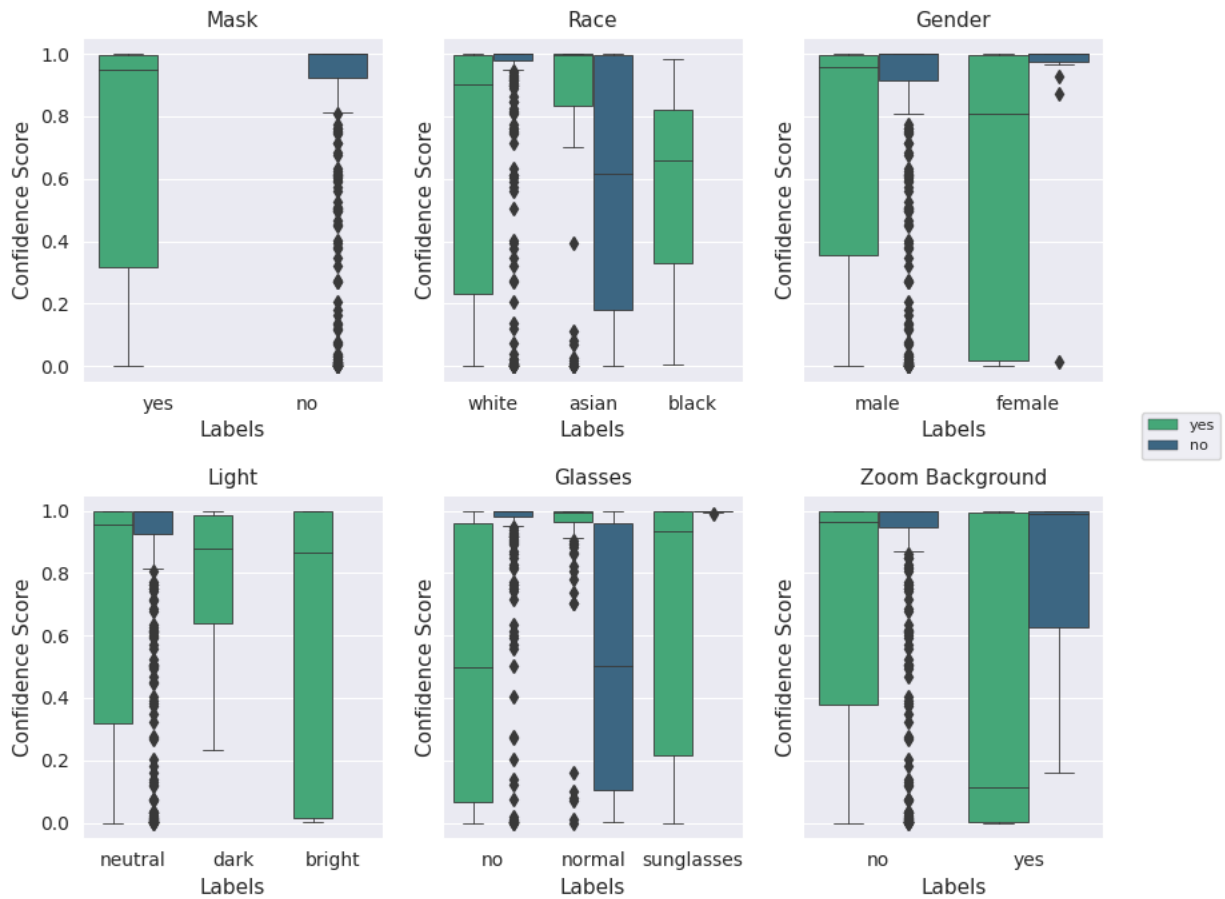 Mask
Race
Gender
Confidence Score
1.0
0.8
0.6
0.4
0.2
0.0
Confidence Score
Confidence Score
yes no
white asian black
male female
Labels
Labels
Labels
yes
no
Light
Glasses
Zoom Background
Confidence Score
1.0
0.8
0.6
0.4
0.2
0.0
Confidence Score
Confidence Score
neutral dark bright
no normal sunglasses
no yes
Labels
Labels
Labels